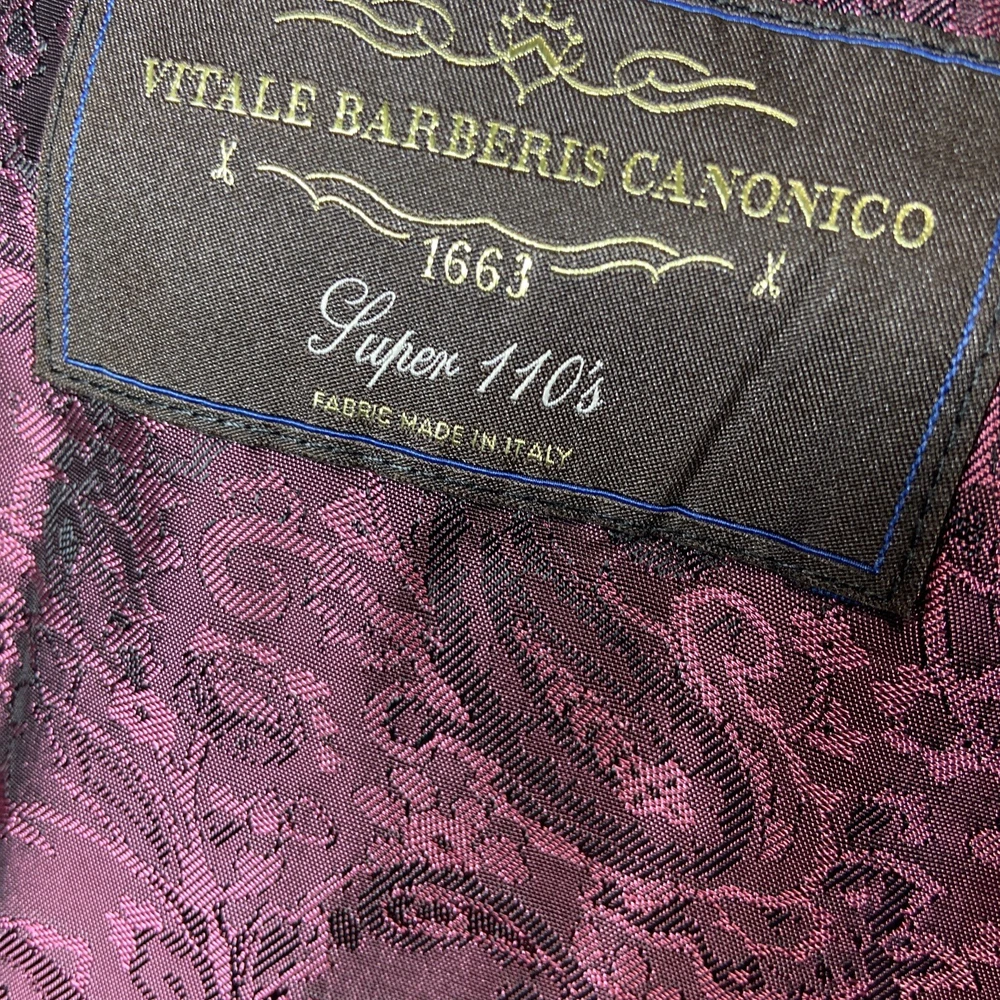 VITALE BARBERIS CANONICO
1663
Super 110's
FABRIC MADE IN ITALY